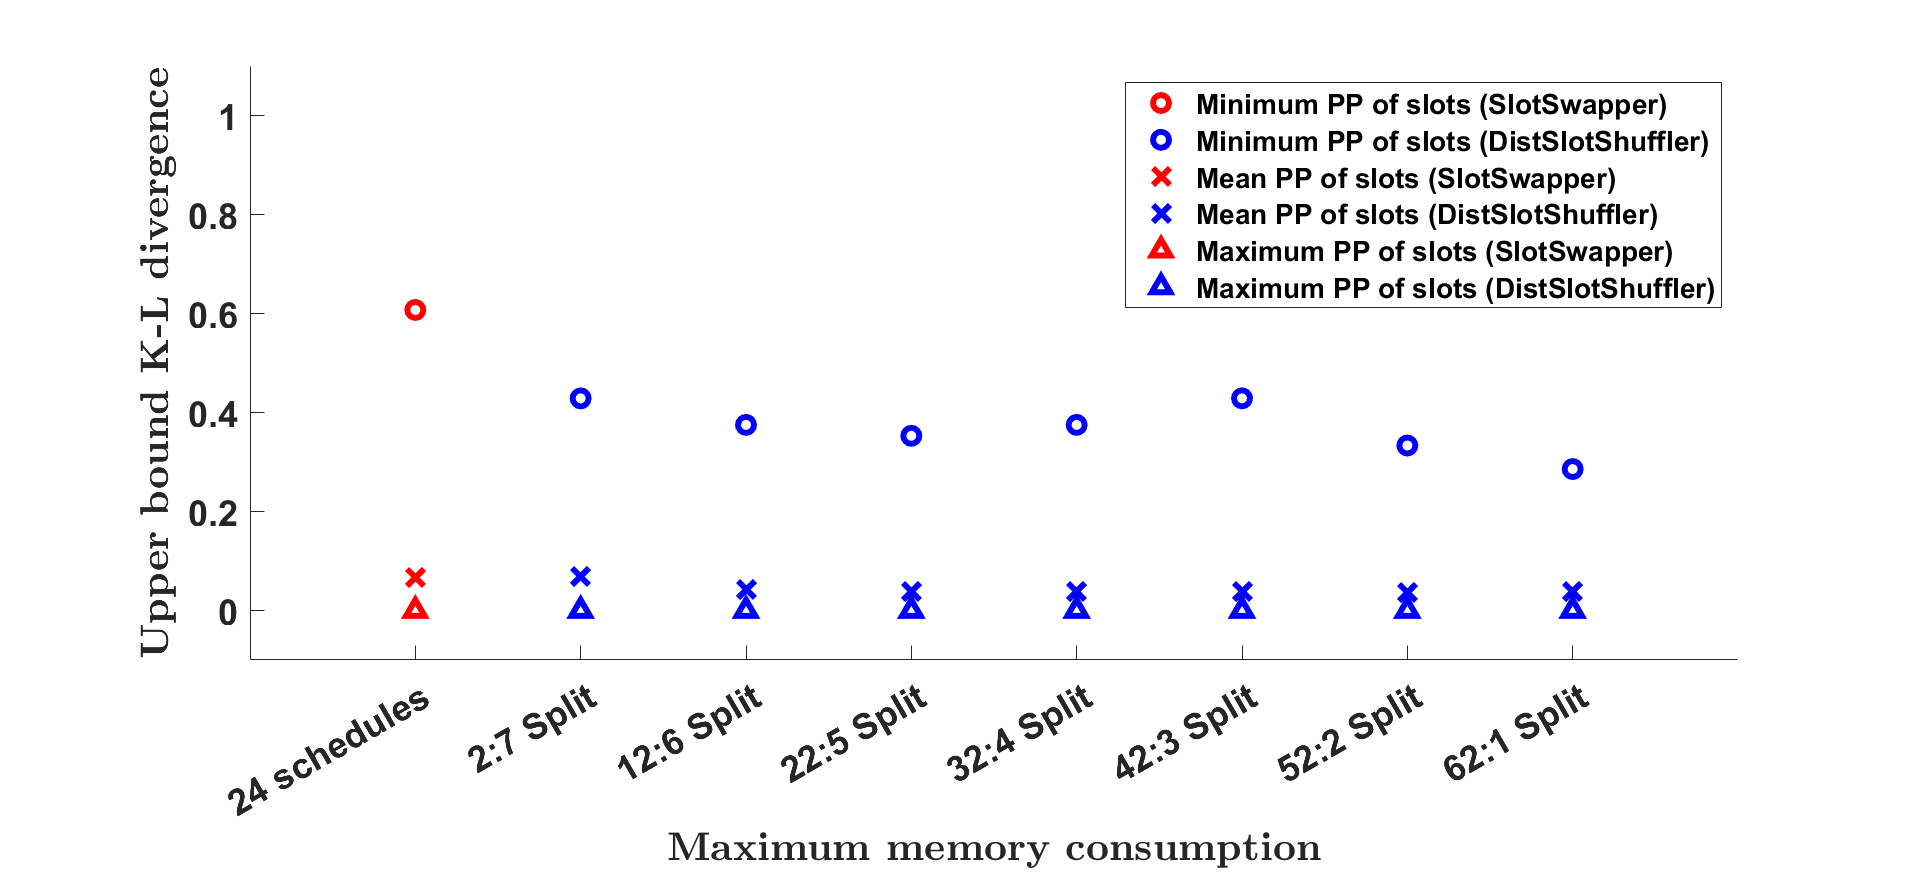 Upper bound K-L divergence
1
0.8
0.6
0.4
0.2
0
Minimum PP of slots (SlotSwapper)
Minimum PP of slots (DistSlotShuffler)
Mean PP of slots (SlotSwapper)
Mean PP of slots (DistSlotShuffler)
Maximum PP of slots (SlotSwapper)
Maximum PP of slots (DistSlotShuffler)
24 schedules
2:7 Split
12:6 Split
22:5 Split
32:4 Split
42:3 Split
52:2 Split
62:1 Split
Maximum memory consumption